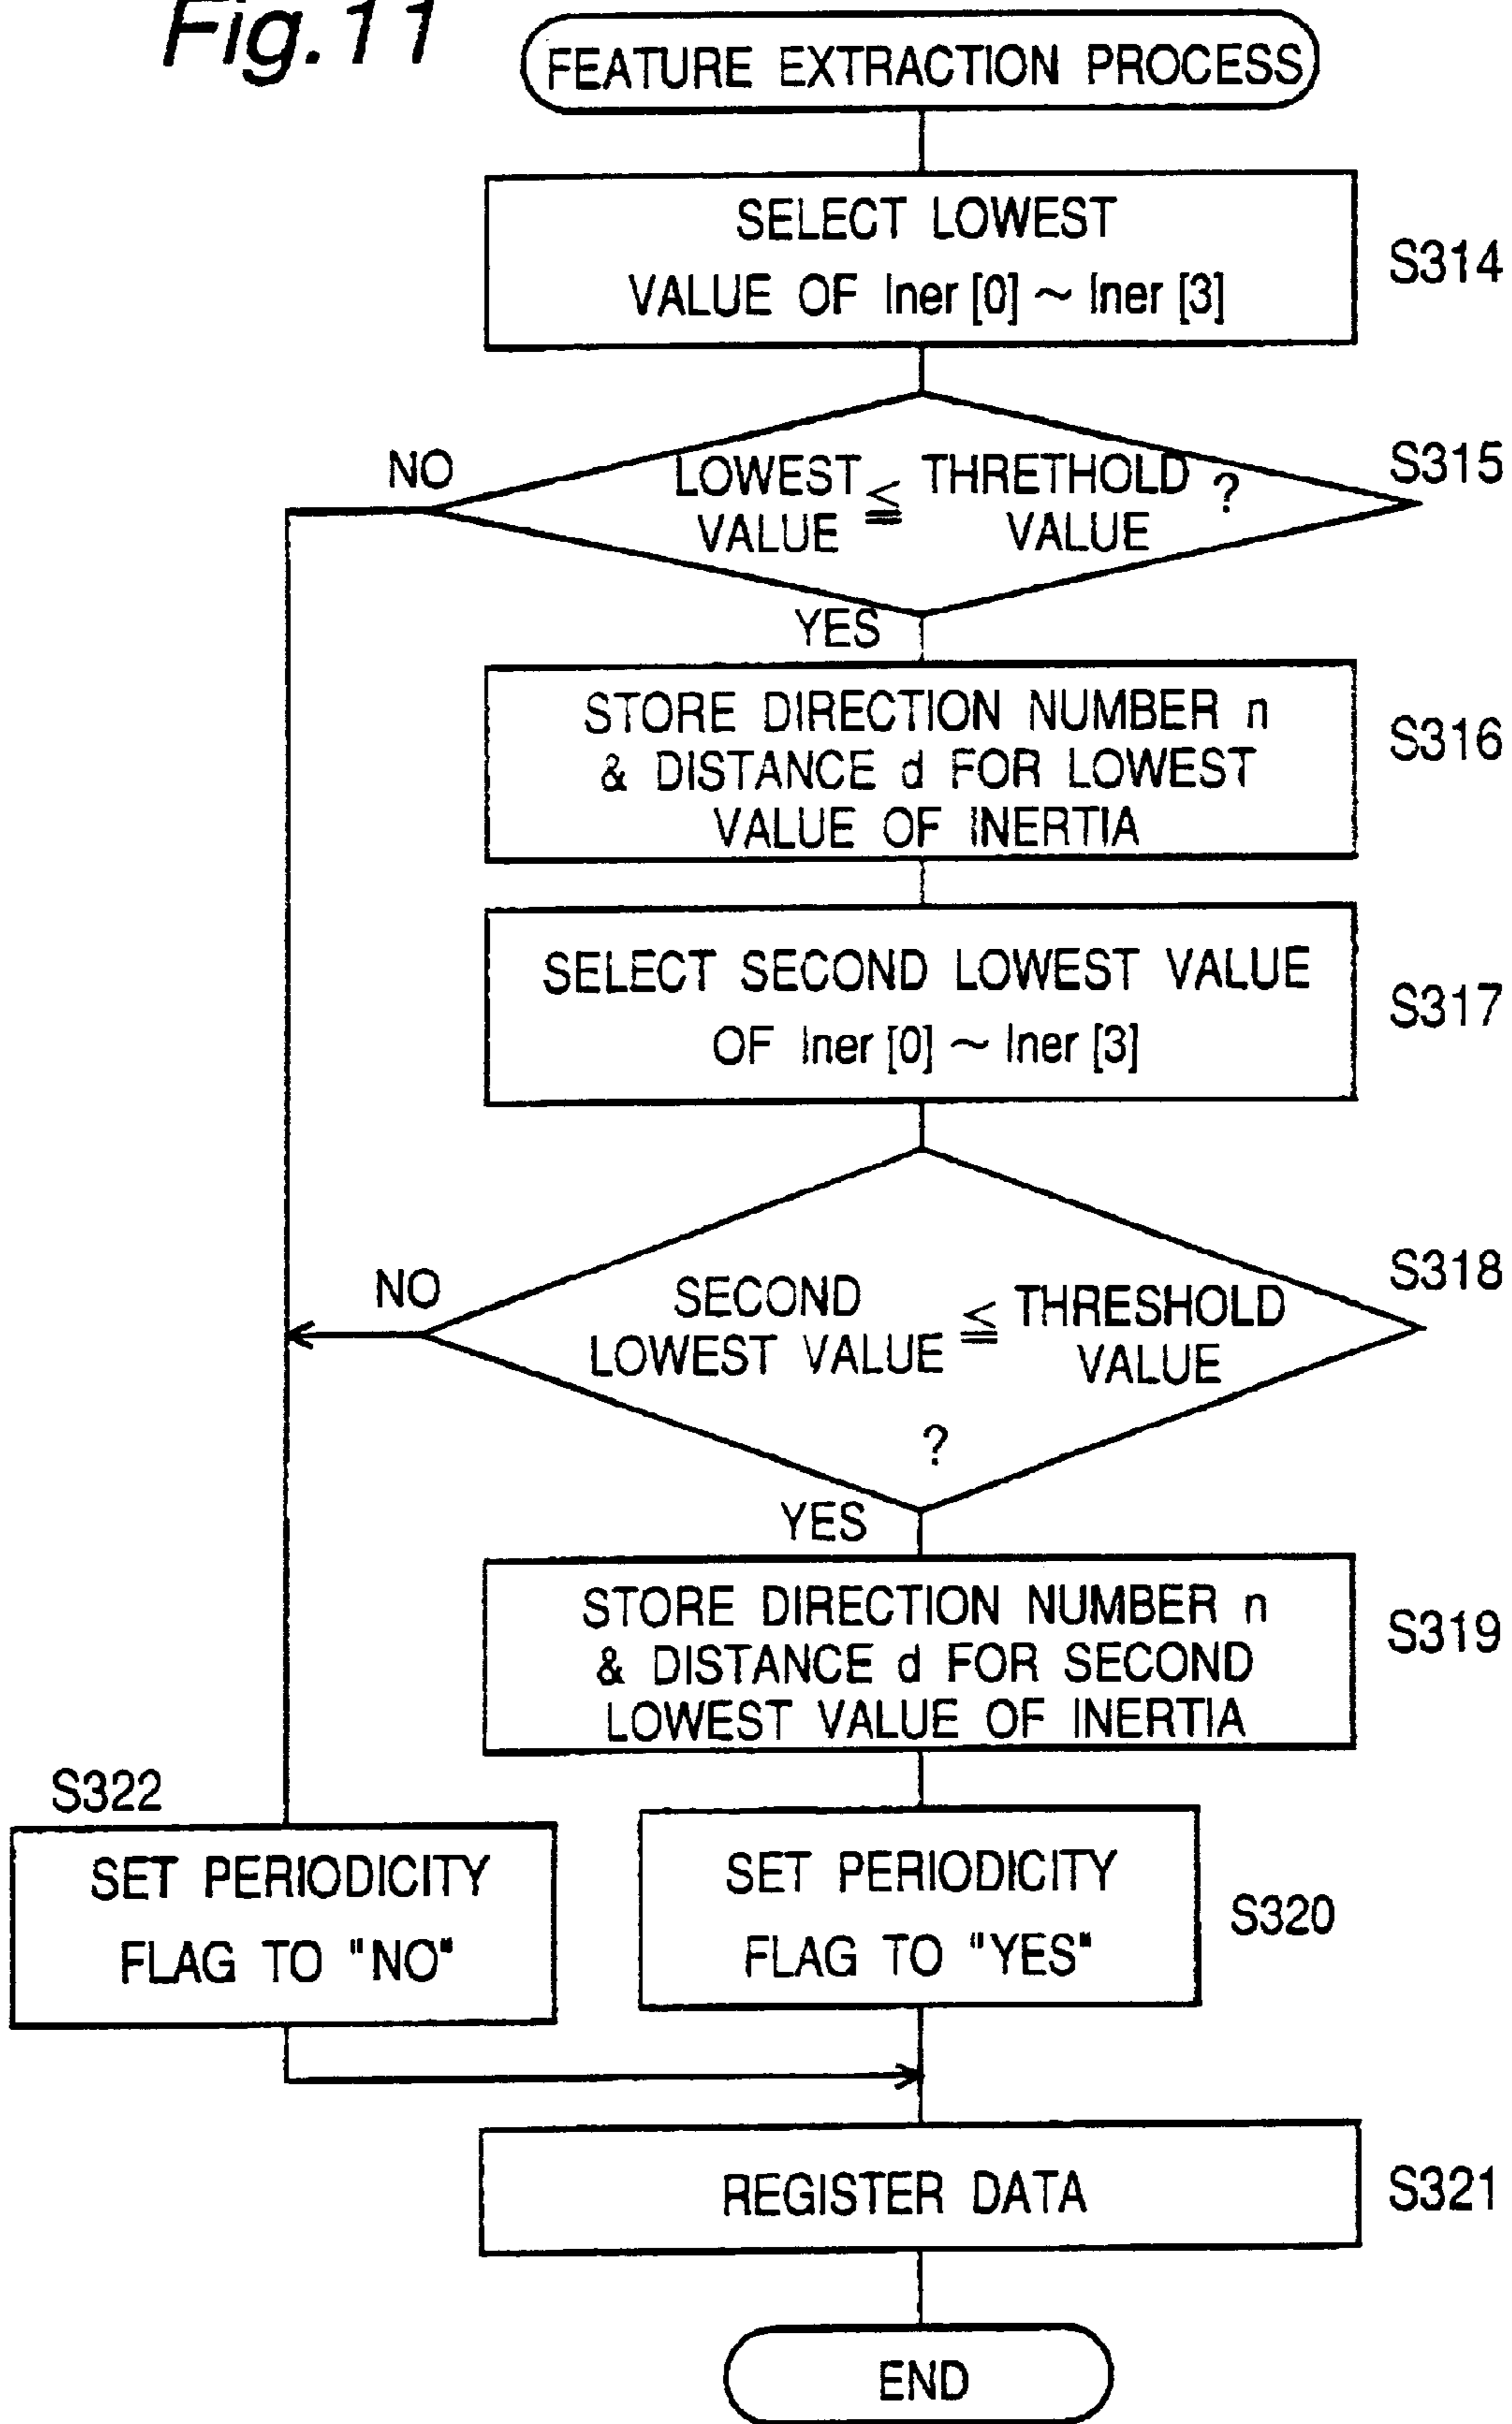 Fig.11
FEATURE EXTRACTION PROCESS
SELECT LOWEST
VALUE OF Iner [0] ~ Iner [3]
S314
NO
LOWEST VALUE ≦ THRETHOLD VALUE ?
S315
YES
STORE DIRECTION NUMBER n
& DISTANCE d FOR LOWEST
VALUE OF INERTIA
S316
SELECT SECOND LOWEST VALUE
OF Iner [0] ~ Iner [3]
S317
NO
SECOND LOWEST VALUE ≦ THRESHOLD VALUE
?
S318
YES
STORE DIRECTION NUMBER n
& DISTANCE d FOR SECOND
LOWEST VALUE OF INERTIA
S319
S322
SET PERIODICITY
FLAG TO "NO"
SET PERIODICITY
FLAG TO "YES"
S320
REGISTER DATA
S321
END